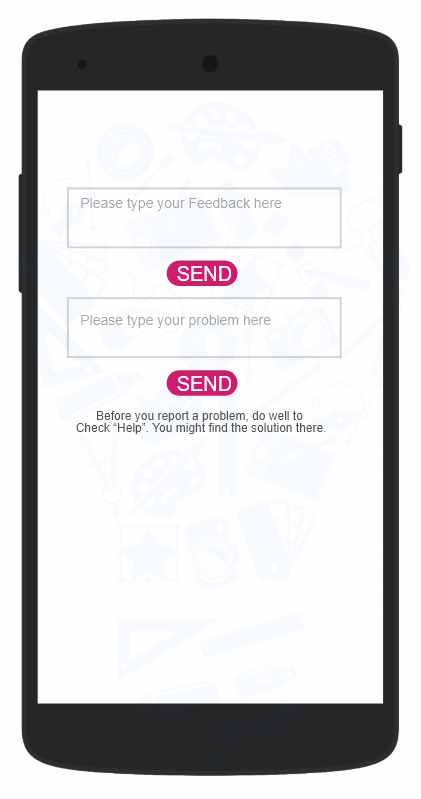 Please type your Feedback here
SEND
Please type your problem here
SEND
Before you report a problem, do well to
Check “Help”. You might find the solution there.